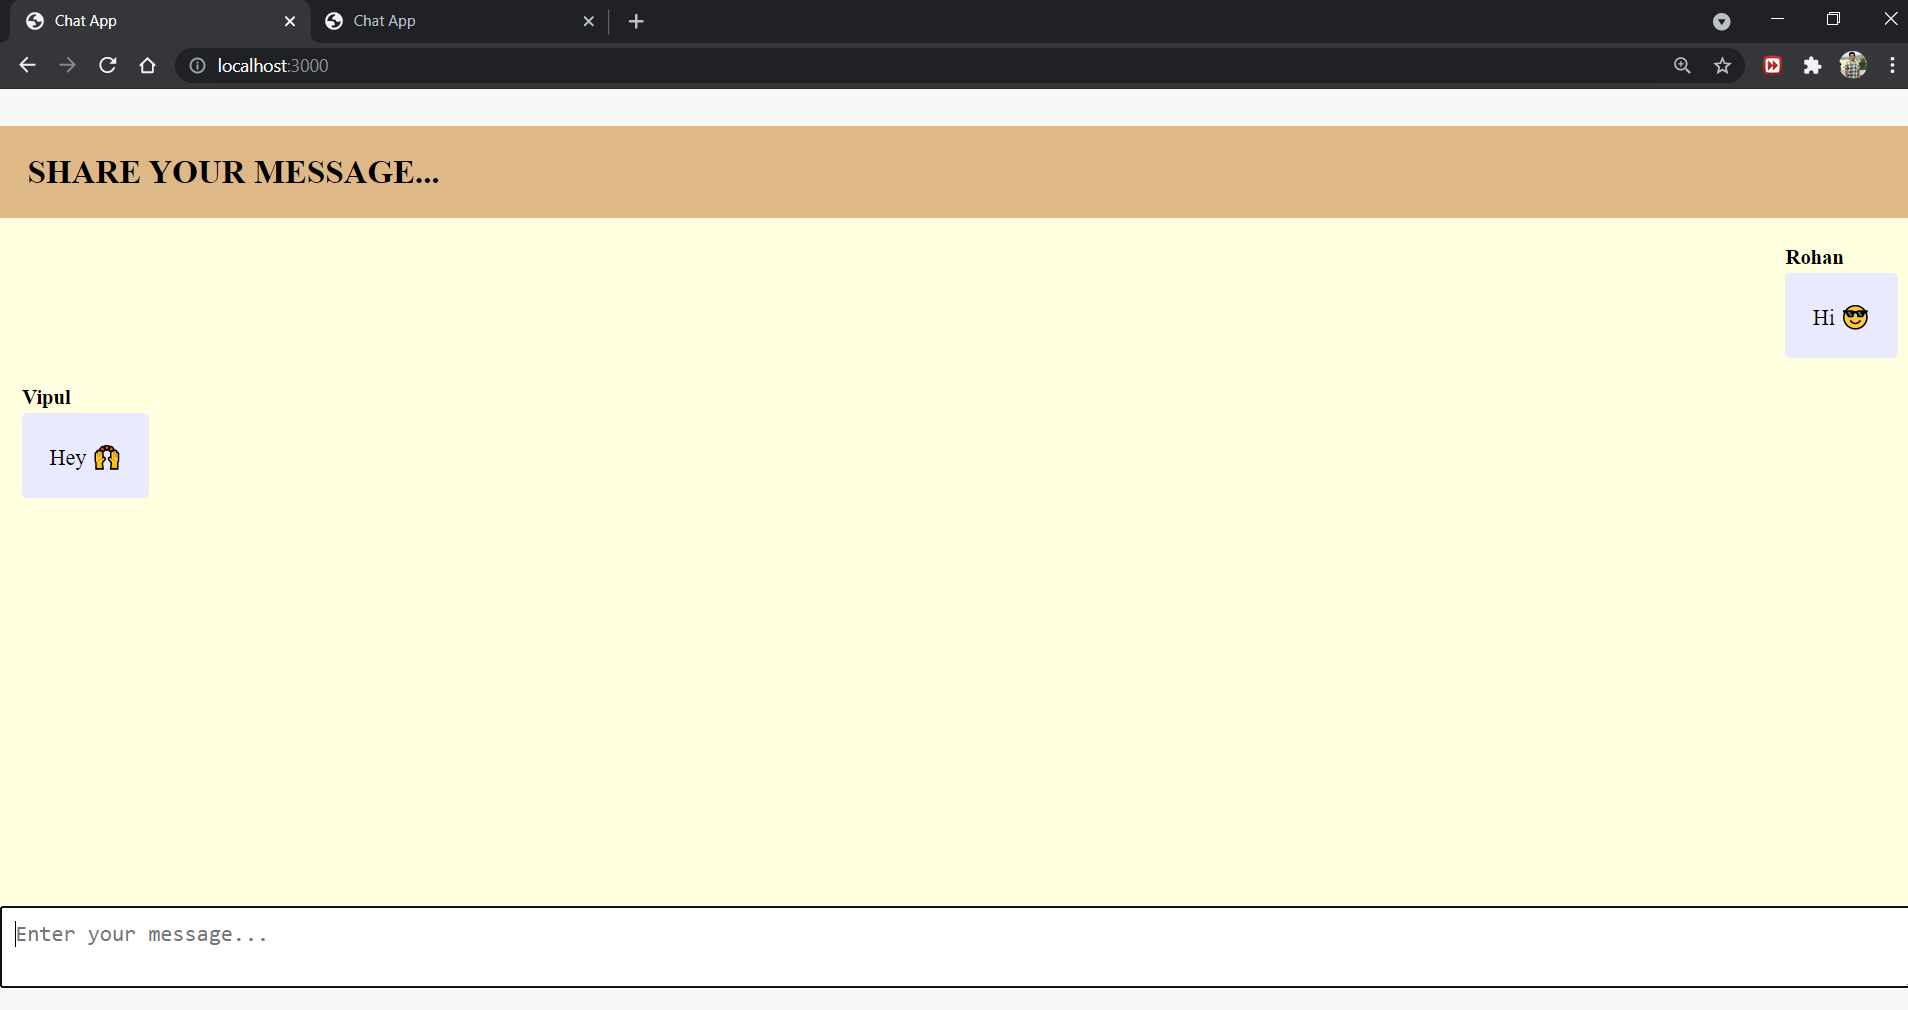 Chat App
Chat App
localhost:3000
SHARE YOUR MESSAGE...
Rohan
Hi 😎
Vipul
Hey 🙌
Enter your message...